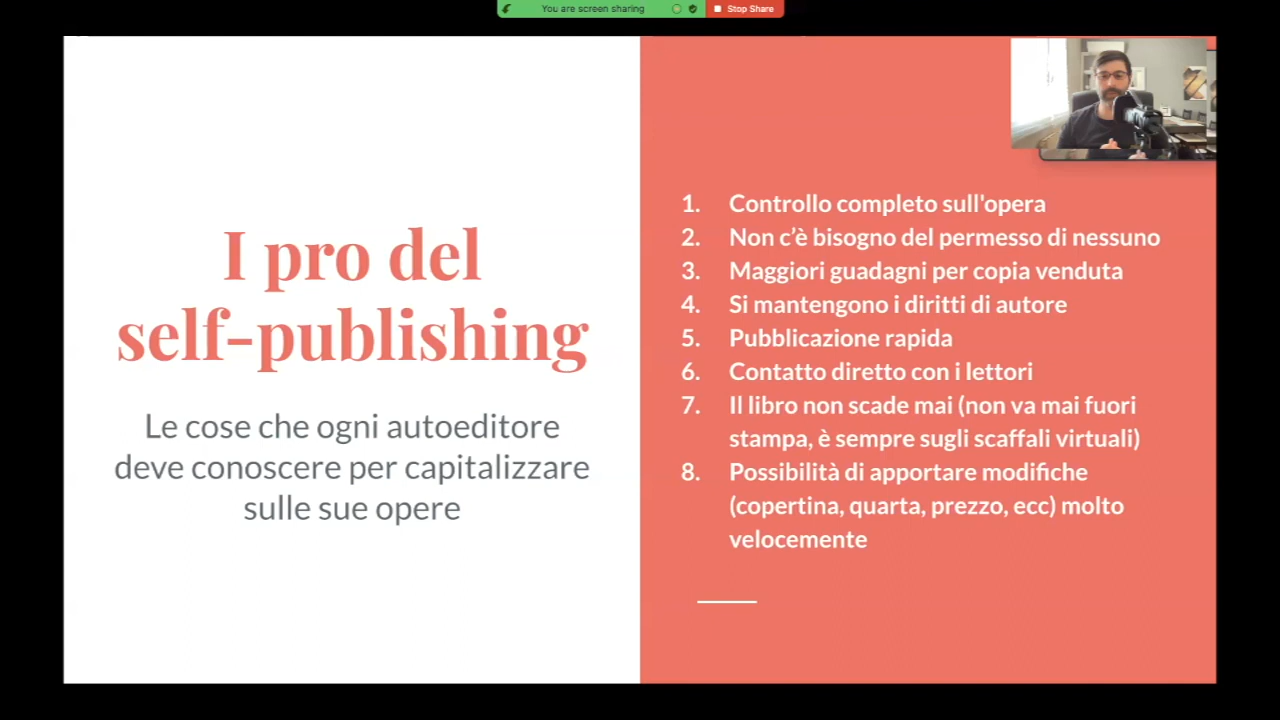 You are screen sharing
Stop Share
I pro del
self-publishing
Le cose che ogni autoeditore
deve conoscere per capitalizzare
sulle sue opere
1. Controllo completo sull'opera
2. Non c’è bisogno del permesso di nessuno
3. Maggiori guadagni per copia venduta
4. Si mantengono i diritti di autore
5. Pubblicazione rapida
6. Contatto diretto con i lettori
7. Il libro non scade mai (non va mai fuori
stampa, è sempre sugli scaffali virtuali)
8. Possibilità di apportare modifiche
(copertina, quarta, prezzo, ecc) molto
velocemente